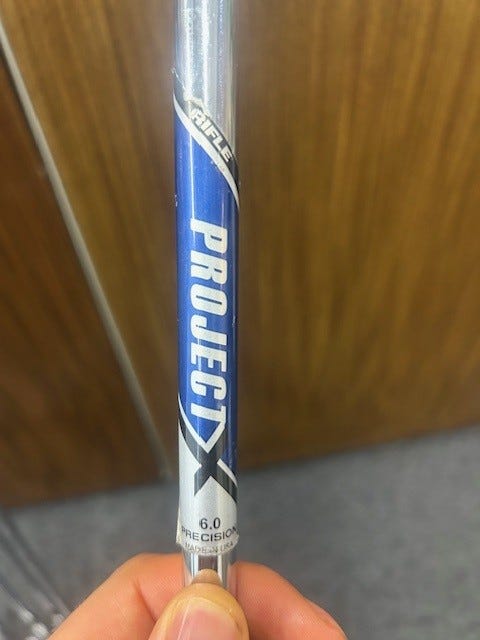 RIFLE
PROJECT X
6.0
PRECISION
MADE IN USA